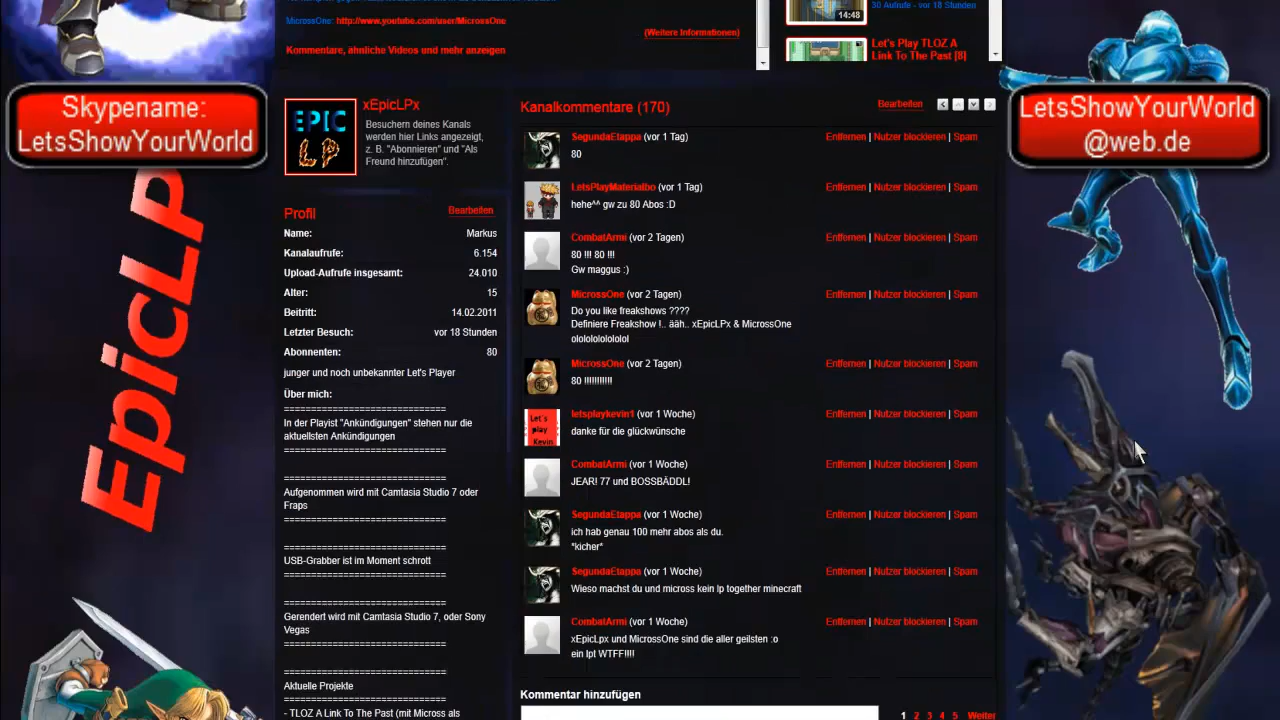 MicrossOne: http://www.youtube.com/user/MicrossOne
Kommentare, ähnliche Videos und mehr anzeigen
(Weitere Informationen)
14:48
30 Aufrufe - vor 18 Stunden
Let's Play TLOZ A
Link To The Past [8]
Skypename:
LetsShowYourWorld
LetsShowYourWorld
@web.de
EpicLP
EPIC
LP
xEpicLPx
Besuchern deines Kanals
werden hier Links angezeigt,
z. B. "Abonnieren" und "Als
Freund hinzufügen".
Profil
Bearbeiten
Name: Markus
Kanalaufrufe: 6.154
Upload-Aufrufe insgesamt: 24.010
Alter: 15
Beitritt: 14.02.2011
Letzter Besuch: vor 18 Stunden
Abonnenten: 80
junger und noch unbekannter Let's Player
Über mich:
==============================
In der Playist "Ankündigungen" stehen nur die
aktuellsten Ankündigungen
==============================
==============================
Aufgenommen wird mit Camtasia Studio 7 oder
Fraps
==============================
==============================
USB-Grabber ist im Moment schrott
==============================
==============================
Gerendert wird mit Camtasia Studio 7, oder Sony
Vegas
==============================
==============================
Aktuelle Projekte
==============================
- TLOZ A Link To The Past (mit Micross als
Kanalkommentare (170)
Bearbeiten
SegundaEtappa (vor 1 Tag) Entfernen | Nutzer blockieren | Spam
80
LetsPlayMaterialbo (vor 1 Tag) Entfernen | Nutzer blockieren | Spam
hehe^^ gw zu 80 Abos :D
CombatArmi (vor 2 Tagen) Entfernen | Nutzer blockieren | Spam
80 !!! 80 !!!
Gw maggus :)
MicrossOne (vor 2 Tagen) Entfernen | Nutzer blockieren | Spam
Do you like freakshows ????
Definiere Freakshow !.. ääh.. xEpicLPx & MicrossOne
olololololololol
MicrossOne (vor 2 Tagen) Entfernen | Nutzer blockieren | Spam
80 !!!!!!!!!!!
Let's
play
Kevin
letsplaykevin1 (vor 1 Woche) Entfernen | Nutzer blockieren | Spam
danke für die glückwünsche
CombatArmi (vor 1 Woche) Entfernen | Nutzer blockieren | Spam
JEAR! 77 und BOSSBÄDDL!
SegundaEtappa (vor 1 Woche) Entfernen | Nutzer blockieren | Spam
ich hab genau 100 mehr abos als du.
*kicher*
SegundaEtappa (vor 1 Woche) Entfernen | Nutzer blockieren | Spam
Wieso machst du und micross kein lp together minecraft
CombatArmi (vor 1 Woche) Entfernen | Nutzer blockieren | Spam
xEpicLpx und MicrossOne sind die aller geilsten :o
ein lpt WTFF!!!!
Kommentar hinzufügen
1 2 3 4 5 Weiter